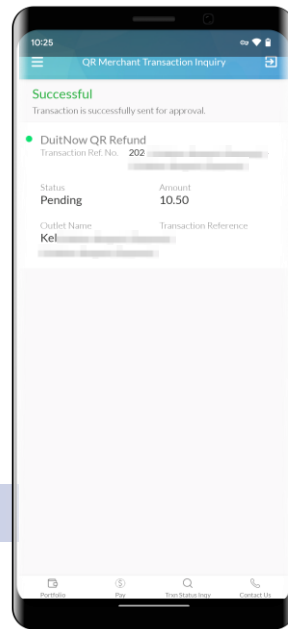 10:25
QR Merchant Transaction Inquiry
Successful
Transaction is successfully sent for approval.
DuitNow QR Refund
Transaction Ref. No. 202
Status Amount
Pending 10.50
Outlet Name Transaction Reference
Kel
Portfolio Pay Trxn Status Inqy Contact Us